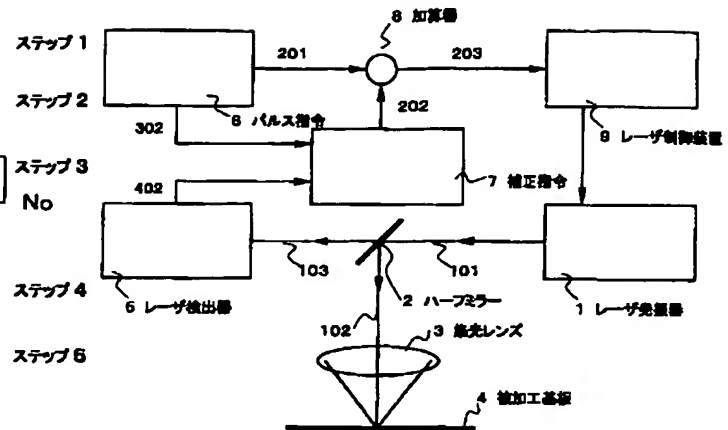 8 加算器
ステップ 1
201
203
ステップ 2
202
6 パルス指令
302
9 レーザ制御装置
ステップ 3
7 補正指令
402
No
103
101
2 ハーフミラー
5 レーザ検出器
1 レーザ発振器
ステップ 4
102
3 集光レンズ
ステップ 5
4 被加工基板